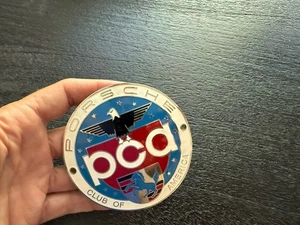 PORSCHE
pca
CLUB OF
AMERICA